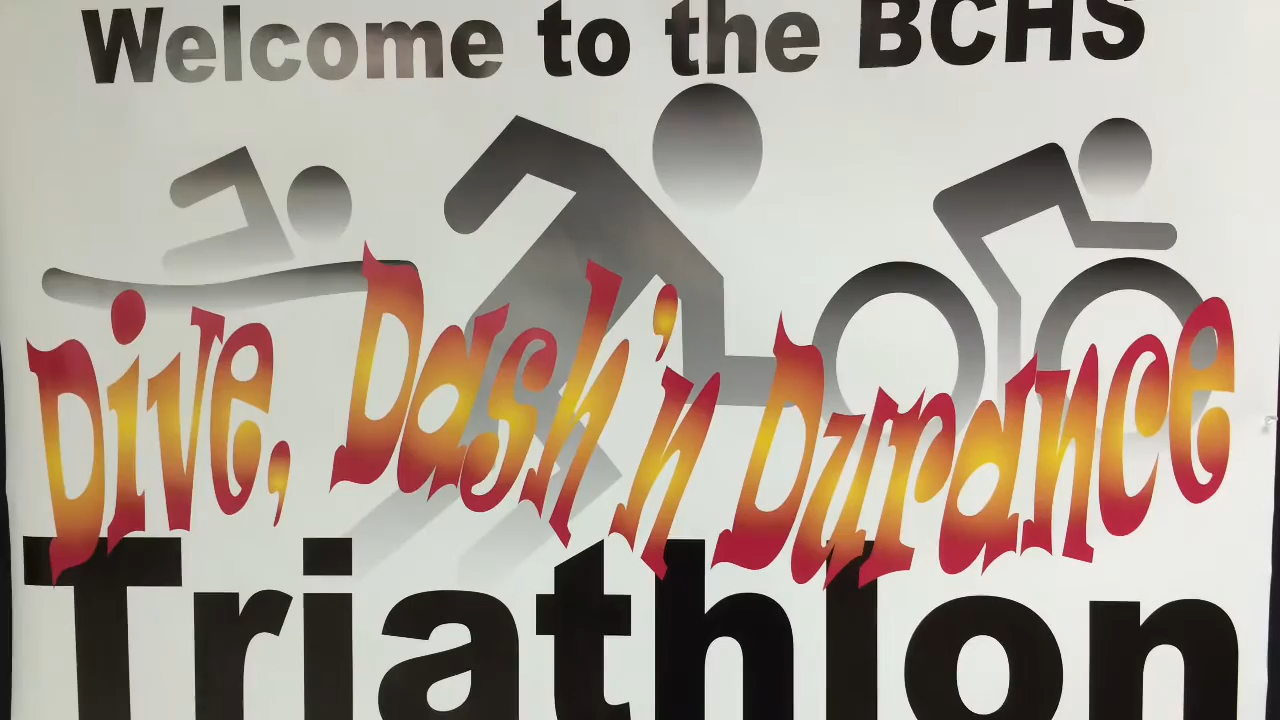 Welcome to the BCHS
Dive, Dash 'n Durance
Triathlon